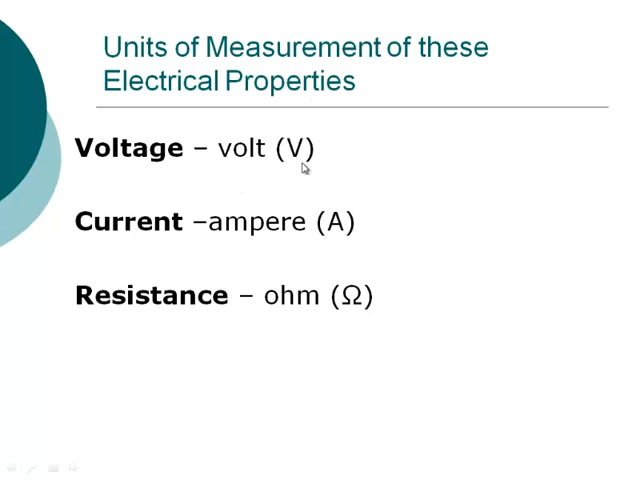 Units of Measurement of these
Electrical Properties
Voltage – volt (V)
Current –ampere (A)
Resistance – ohm (Ω)